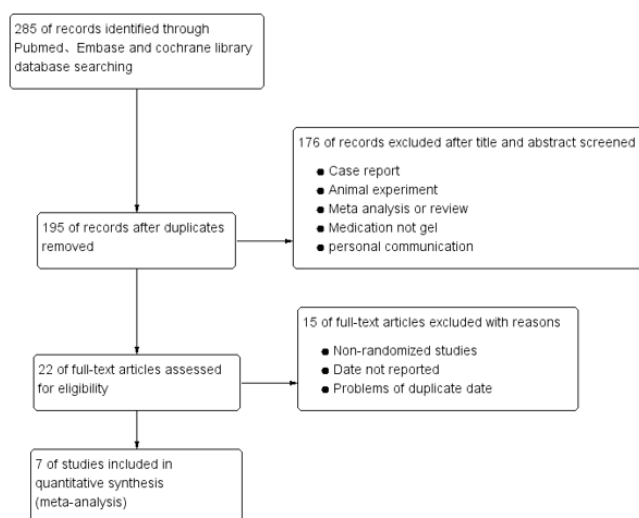 285 of records identified through
Pubmed、Embase and cochrane library
database searching
176 of records excluded after title and abstract screened
● Case report
● Animal experiment
● Meta analysis or review
● Medication not gel
● personal communication
195 of records after duplicates
removed
15 of full-text articles excluded with reasons
● Non-randomized studies
● Date not reported
● Problems of duplicate date
22 of full-text articles assessed
for eligibility
7 of studies included in
quantitative synthesis
(meta-analysis)